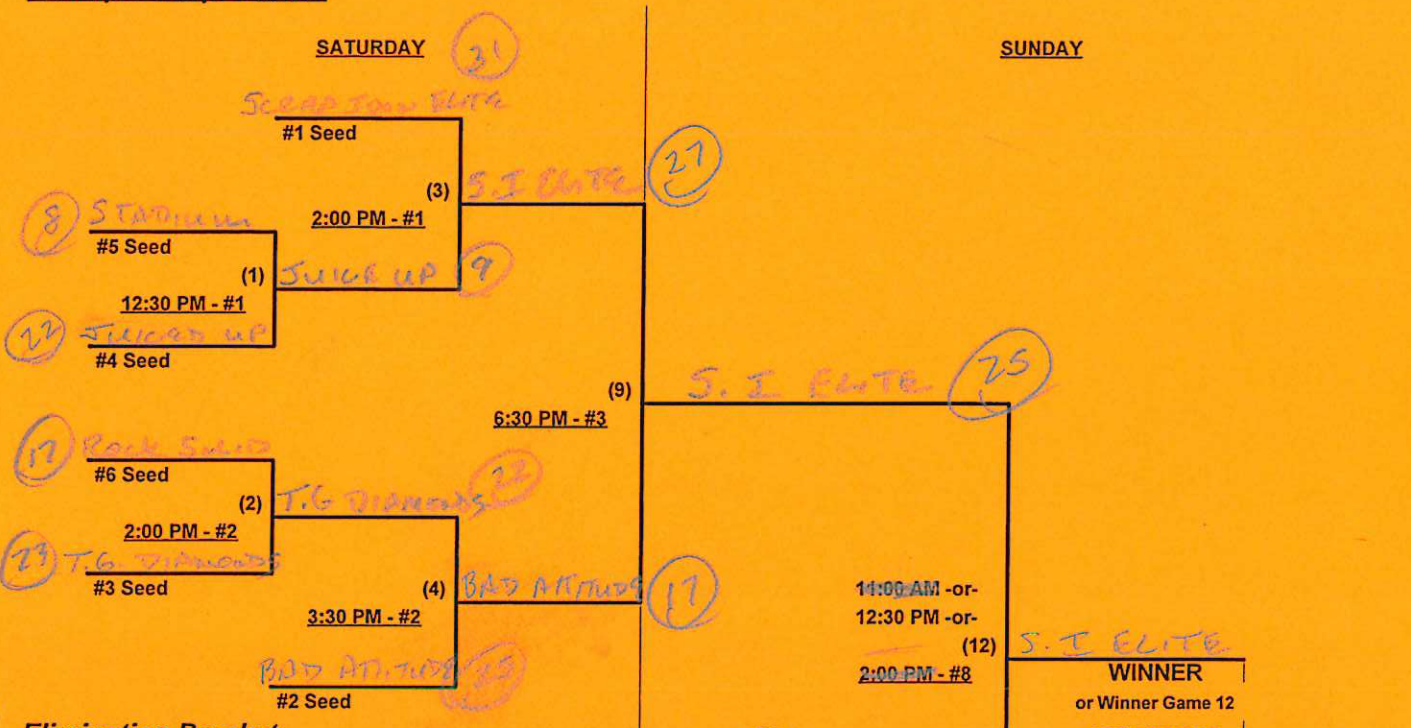 SATURDAY
SUNDAY
31
ELITE
#1 Seed
(3)
2:00 PM - #1
S.I ELITE
27
8
STADIUM
#5 Seed
(1)
12:30 PM - #1
JUICE UP
9
22
JUICED UP
#4 Seed
(9)
6:30 PM - #3
S. I ELITE
25
17
ROCK SOLID
#6 Seed
(2)
2:00 PM - #2
T.G DIAMONDS
22
23
T.G. DIAMONDS
#3 Seed
(4)
3:30 PM - #2
BAD ATTITUDE
17
BAD ATTITUDE
#2 Seed
11:00 AM -or-
12:30 PM -or-
(12)
2:00 PM - #8
S. I ELITE
WINNER
or Winner Game 12